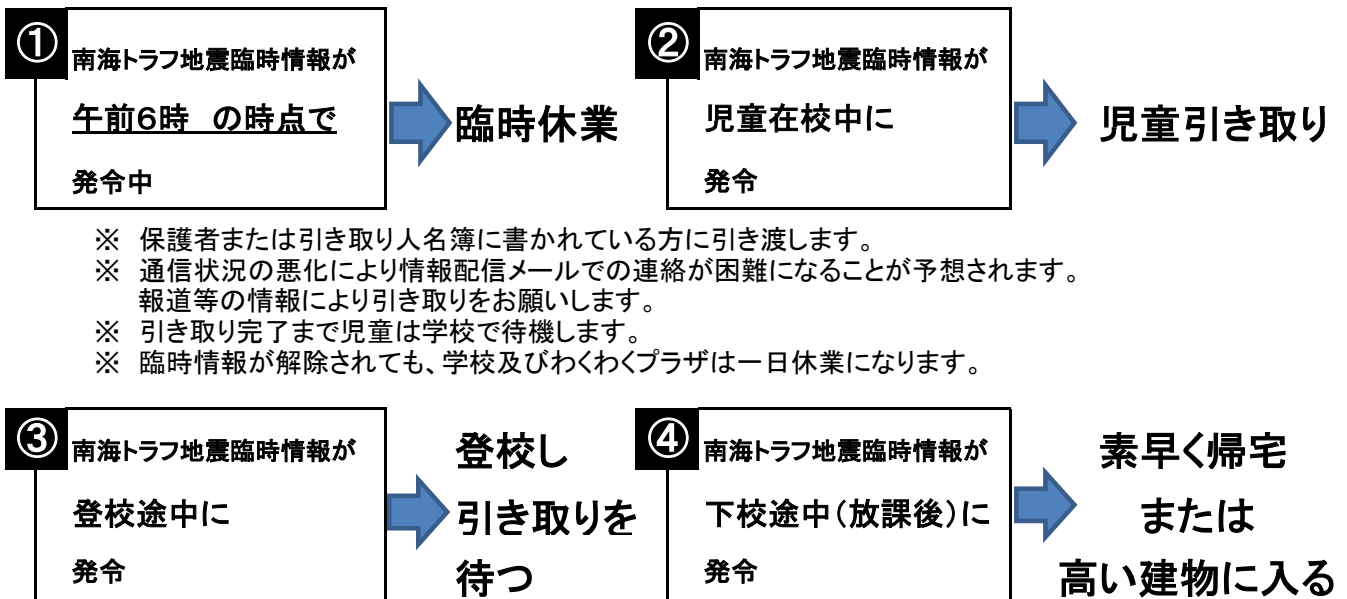 ①
南海トラフ地震臨時情報が
午前6時　の時点で
発令中
臨時休業
②
南海トラフ地震臨時情報が
児童在校中に
発令
児童引き取り
※　保護者または引き取り人名簿に書かれている方に引き渡します。
※　通信状況の悪化により情報配信メールでの連絡が困難になることが予想されます。
報道等の情報により引き取りをお願いします。
※　引き取り完了まで児童は学校で待機します。
※　臨時情報が解除されても、学校及びわくわくプラザは一日休業になります。
③
南海トラフ地震臨時情報が
登校途中に
発令
登校し
引き取りを
待つ
④
南海トラフ地震臨時情報が
下校途中（放課後）に
発令
素早く帰宅
または
高い建物に入る